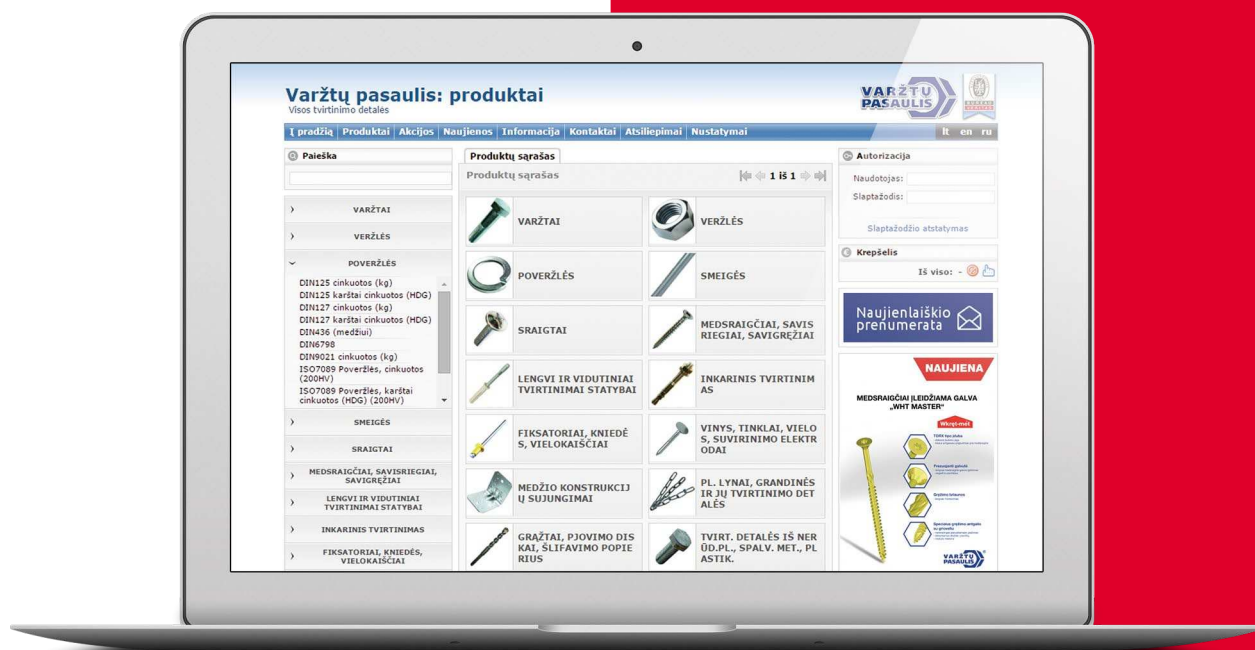 Varžtų pasaulis: produktai
Visos tvirtinimo detalės
VARŽTŲ
PASAULIS
Į pradžią Produktai Akcijos Naujienos Informacija Kontaktai Atsiliepimai Nustatymai
lt en ru
Paieška
VARŽTAI
VERŽLĖS
POVERŽLĖS
DIN125 cinkuotos (kg)
DIN125 karštai cinkuotos (HDG)
DIN127 cinkuotos (kg)
DIN127 karštai cinkuotos (HDG)
DIN436 (medžiui)
DIN6798
DIN9021 cinkuotos (kg)
ISO7089 Poveržlės, cinkuotos
(200HV)
ISO7089 Poveržlės, karštai
cinkuotos (HDG) (200HV)
SMEIGĖS
SRAIGTAI
MEDSRAIGČIAI, SAVISRIEGIAI,
SAVIGRĘŽIAI
LENGVI IR VIDUTINIAI
TVIRTINIMAI STATYBAI
INKARINIS TVIRTINIMAS
FIKSATORIAI, KNIEDĖS,
VIELOKAIŠČIAI
Produktų sąrašas
Produktų sąrašas
1 iš 1
VARŽTAI
VERŽLĖS
POVERŽLĖS
SMEIGĖS
SRAIGTAI
MEDSRAIGČIAI, SAVIS
RIEGIAI, SAVIGRĘŽIAI
LENGVI IR VIDUTINIAI
TVIRTINIMAI STATYBAI
INKARINIS TVIRTINIM
AS
FIKSATORIAI, KNIEDĖ
S, VIELOKAIŠČIAI
VINYS, TINKLAI, VIELO
S, SUVIRINIMO ELEKTR
ODAI
MEDŽIO KONSTRUKCIJ
Ų SUJUNGIMAI
PL. LYNAI, GRANDINĖS
IR JŲ TVIRTINIMO DET
ALĖS
GRĄŽTAI, PJOVIMO DIS
KAI, ŠLIFAVIMO POPIE
RIUS
TVIRT. DETALĖS IŠ NER
ŪD.PL., SPALV. MET., PL
ASTIK.
Autorizacija
Naudotojas:
Slaptažodis:
Slaptažodžio atstatymas
Krepšelis
Iš viso: -
Naujienlaiškio
prenumerata
NAUJIENA
MEDSRAIGČIAI ĮLEIDŽIAMA GALVA
„WHT MASTER“
Wkręt-met
VARŽTŲ
PASAULIS